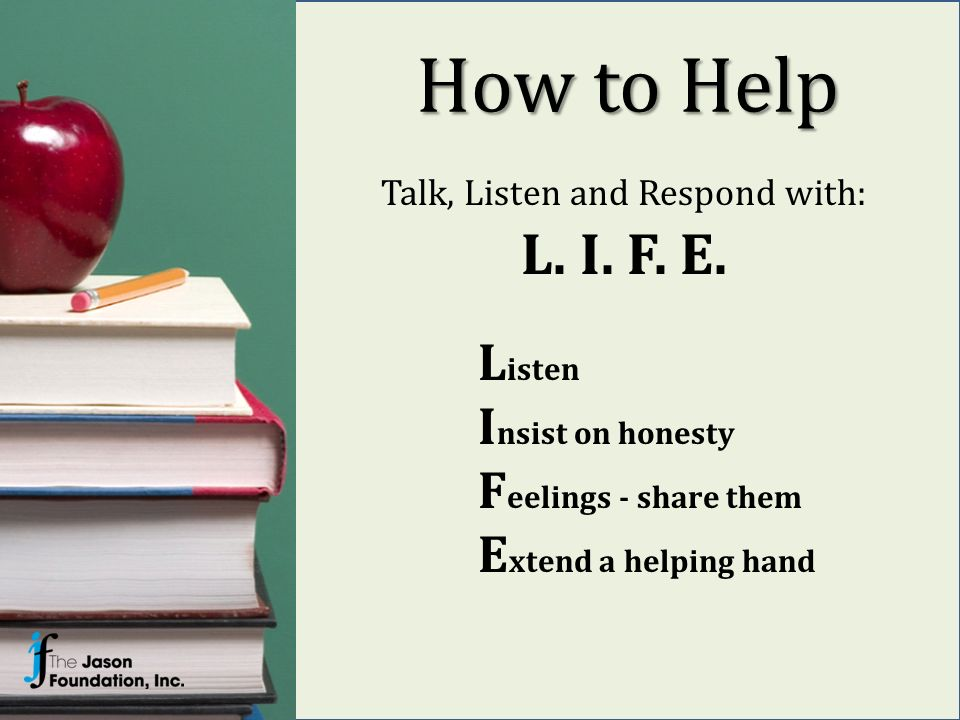 How to Help
Talk, Listen and Respond with:
L. I. F. E.
Listen
Insist on honesty
Feelings - share them
Extend a helping hand
jf The Jason
Foundation, Inc.